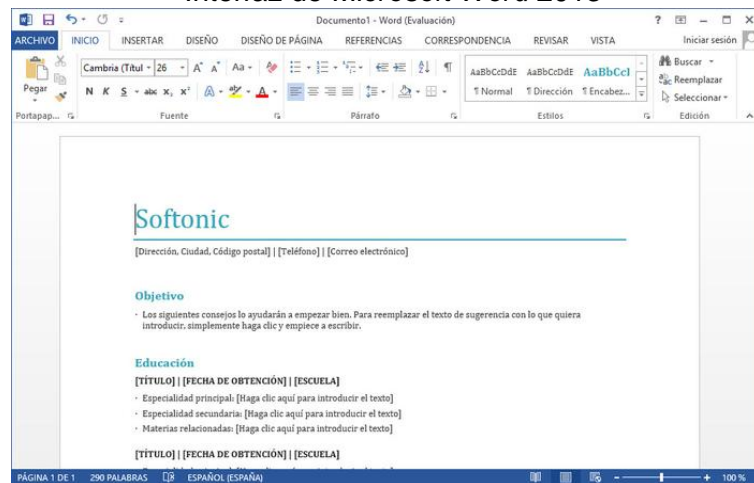 Interfaz de Microsoft Word 2013
Documento1 - Word (Evaluación)
ARCHIVO INICIO INSERTAR DISEÑO DISEÑO DE PÁGINA REFERENCIAS CORRESPONDENCIA REVISAR VISTA Iniciar sesión
Cambria (Títul 26 A A Aa
Buscar
Pegar
N K S abc x, x² A A
AaBbCcDdE AaBbCcDdE AaBbCcI
¶ Normal ¶ Dirección ¶ Encabez...
Reemplazar
Seleccionar
Portapap... Fuente Párrafo Estilos Edición
Softonic
[Dirección, Ciudad, Código postal] | [Teléfono] | [Correo electrónico]
Objetivo
· Los siguientes consejos lo ayudarán a empezar bien. Para reemplazar el texto de sugerencia con lo que quiera
introducir, simplemente haga clic y empiece a escribir.
Educación
[TÍTULO] | [FECHA DE OBTENCIÓN] | [ESCUELA]
· Especialidad principal: [Haga clic aquí para introducir el texto]
· Especialidad secundaria: [Haga clic aquí para introducir el texto]
· Materias relacionadas: [Haga clic aquí para introducir el texto]
[TÍTULO] | [FECHA DE OBTENCIÓN] | [ESCUELA]
PÁGINA 1 DE 1 290 PALABRAS ESPAÑOL (ESPAÑA) 100 %